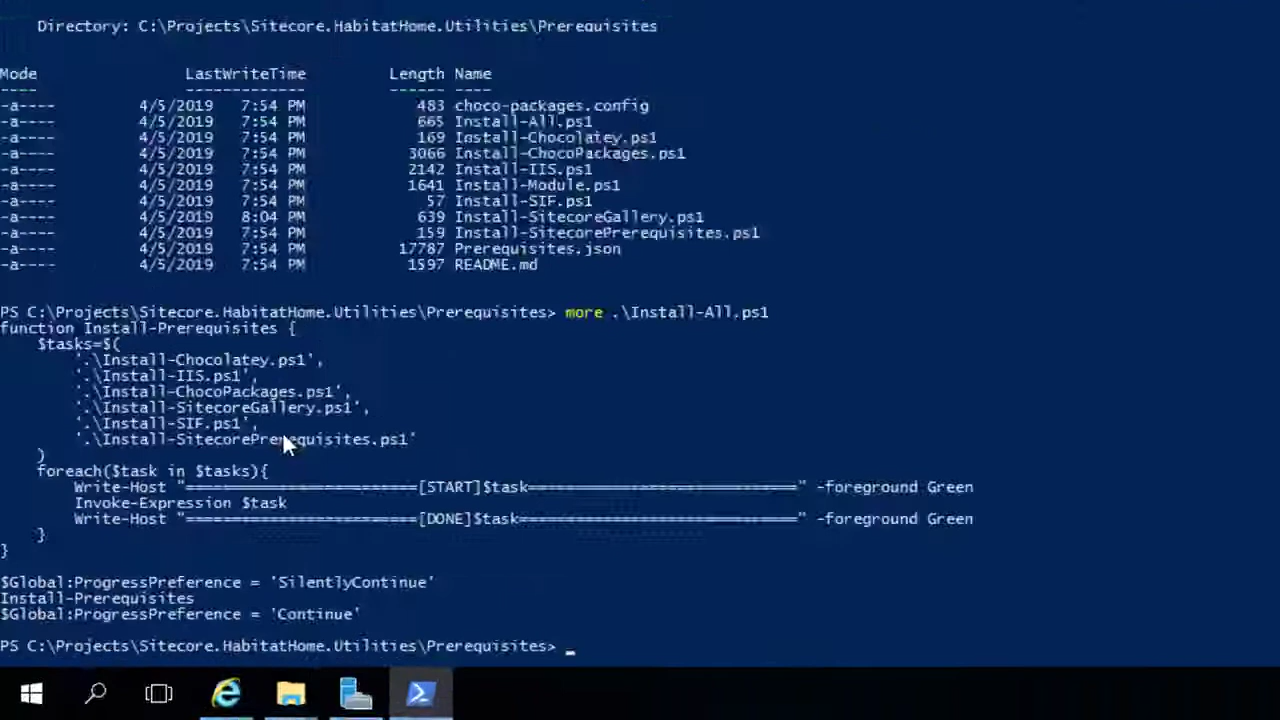 Directory: C:\Projects\Sitecore.HabitatHome.Utilities\Prerequisites
Mode LastWriteTime Length Name
---- ------------- ------ ----
-a---- 4/5/2019 7:54 PM 483 choco-packages.config
-a---- 4/5/2019 7:54 PM 665 Install-All.ps1
-a---- 4/5/2019 7:54 PM 169 Install-Chocolatey.ps1
-a---- 4/5/2019 7:54 PM 3066 Install-ChocoPackages.ps1
-a---- 4/5/2019 7:54 PM 2142 Install-IIS.ps1
-a---- 4/5/2019 7:54 PM 1641 Install-Module.ps1
-a---- 4/5/2019 7:54 PM 57 Install-SIF.ps1
-a---- 4/5/2019 8:04 PM 639 Install-SitecoreGallery.ps1
-a---- 4/5/2019 7:54 PM 159 Install-SitecorePrerequisites.ps1
-a---- 4/5/2019 7:54 PM 17787 Prerequisites.json
-a---- 4/5/2019 7:54 PM 1597 README.md
PS C:\Projects\Sitecore.HabitatHome.Utilities\Prerequisites> more .\Install-All.ps1
function Install-Prerequisites {
$tasks=$(
'.\Install-Chocolatey.ps1',
'.\Install-IIS.ps1',
'.\Install-ChocoPackages.ps1',
'.\Install-SitecoreGallery.ps1',
'.\Install-SIF.ps1',
'.\Install-SitecorePrerequisites.ps1'
)
foreach($task in $tasks){
Write-Host "=========================[START]$task=============================" -foreground Green
Invoke-Expression $task
Write-Host "=========================[DONE]$task==============================" -foreground Green
}
}
$Global:ProgressPreference = 'SilentlyContinue'
Install-Prerequisites
$Global:ProgressPreference = 'Continue'
PS C:\Projects\Sitecore.HabitatHome.Utilities\Prerequisites> _